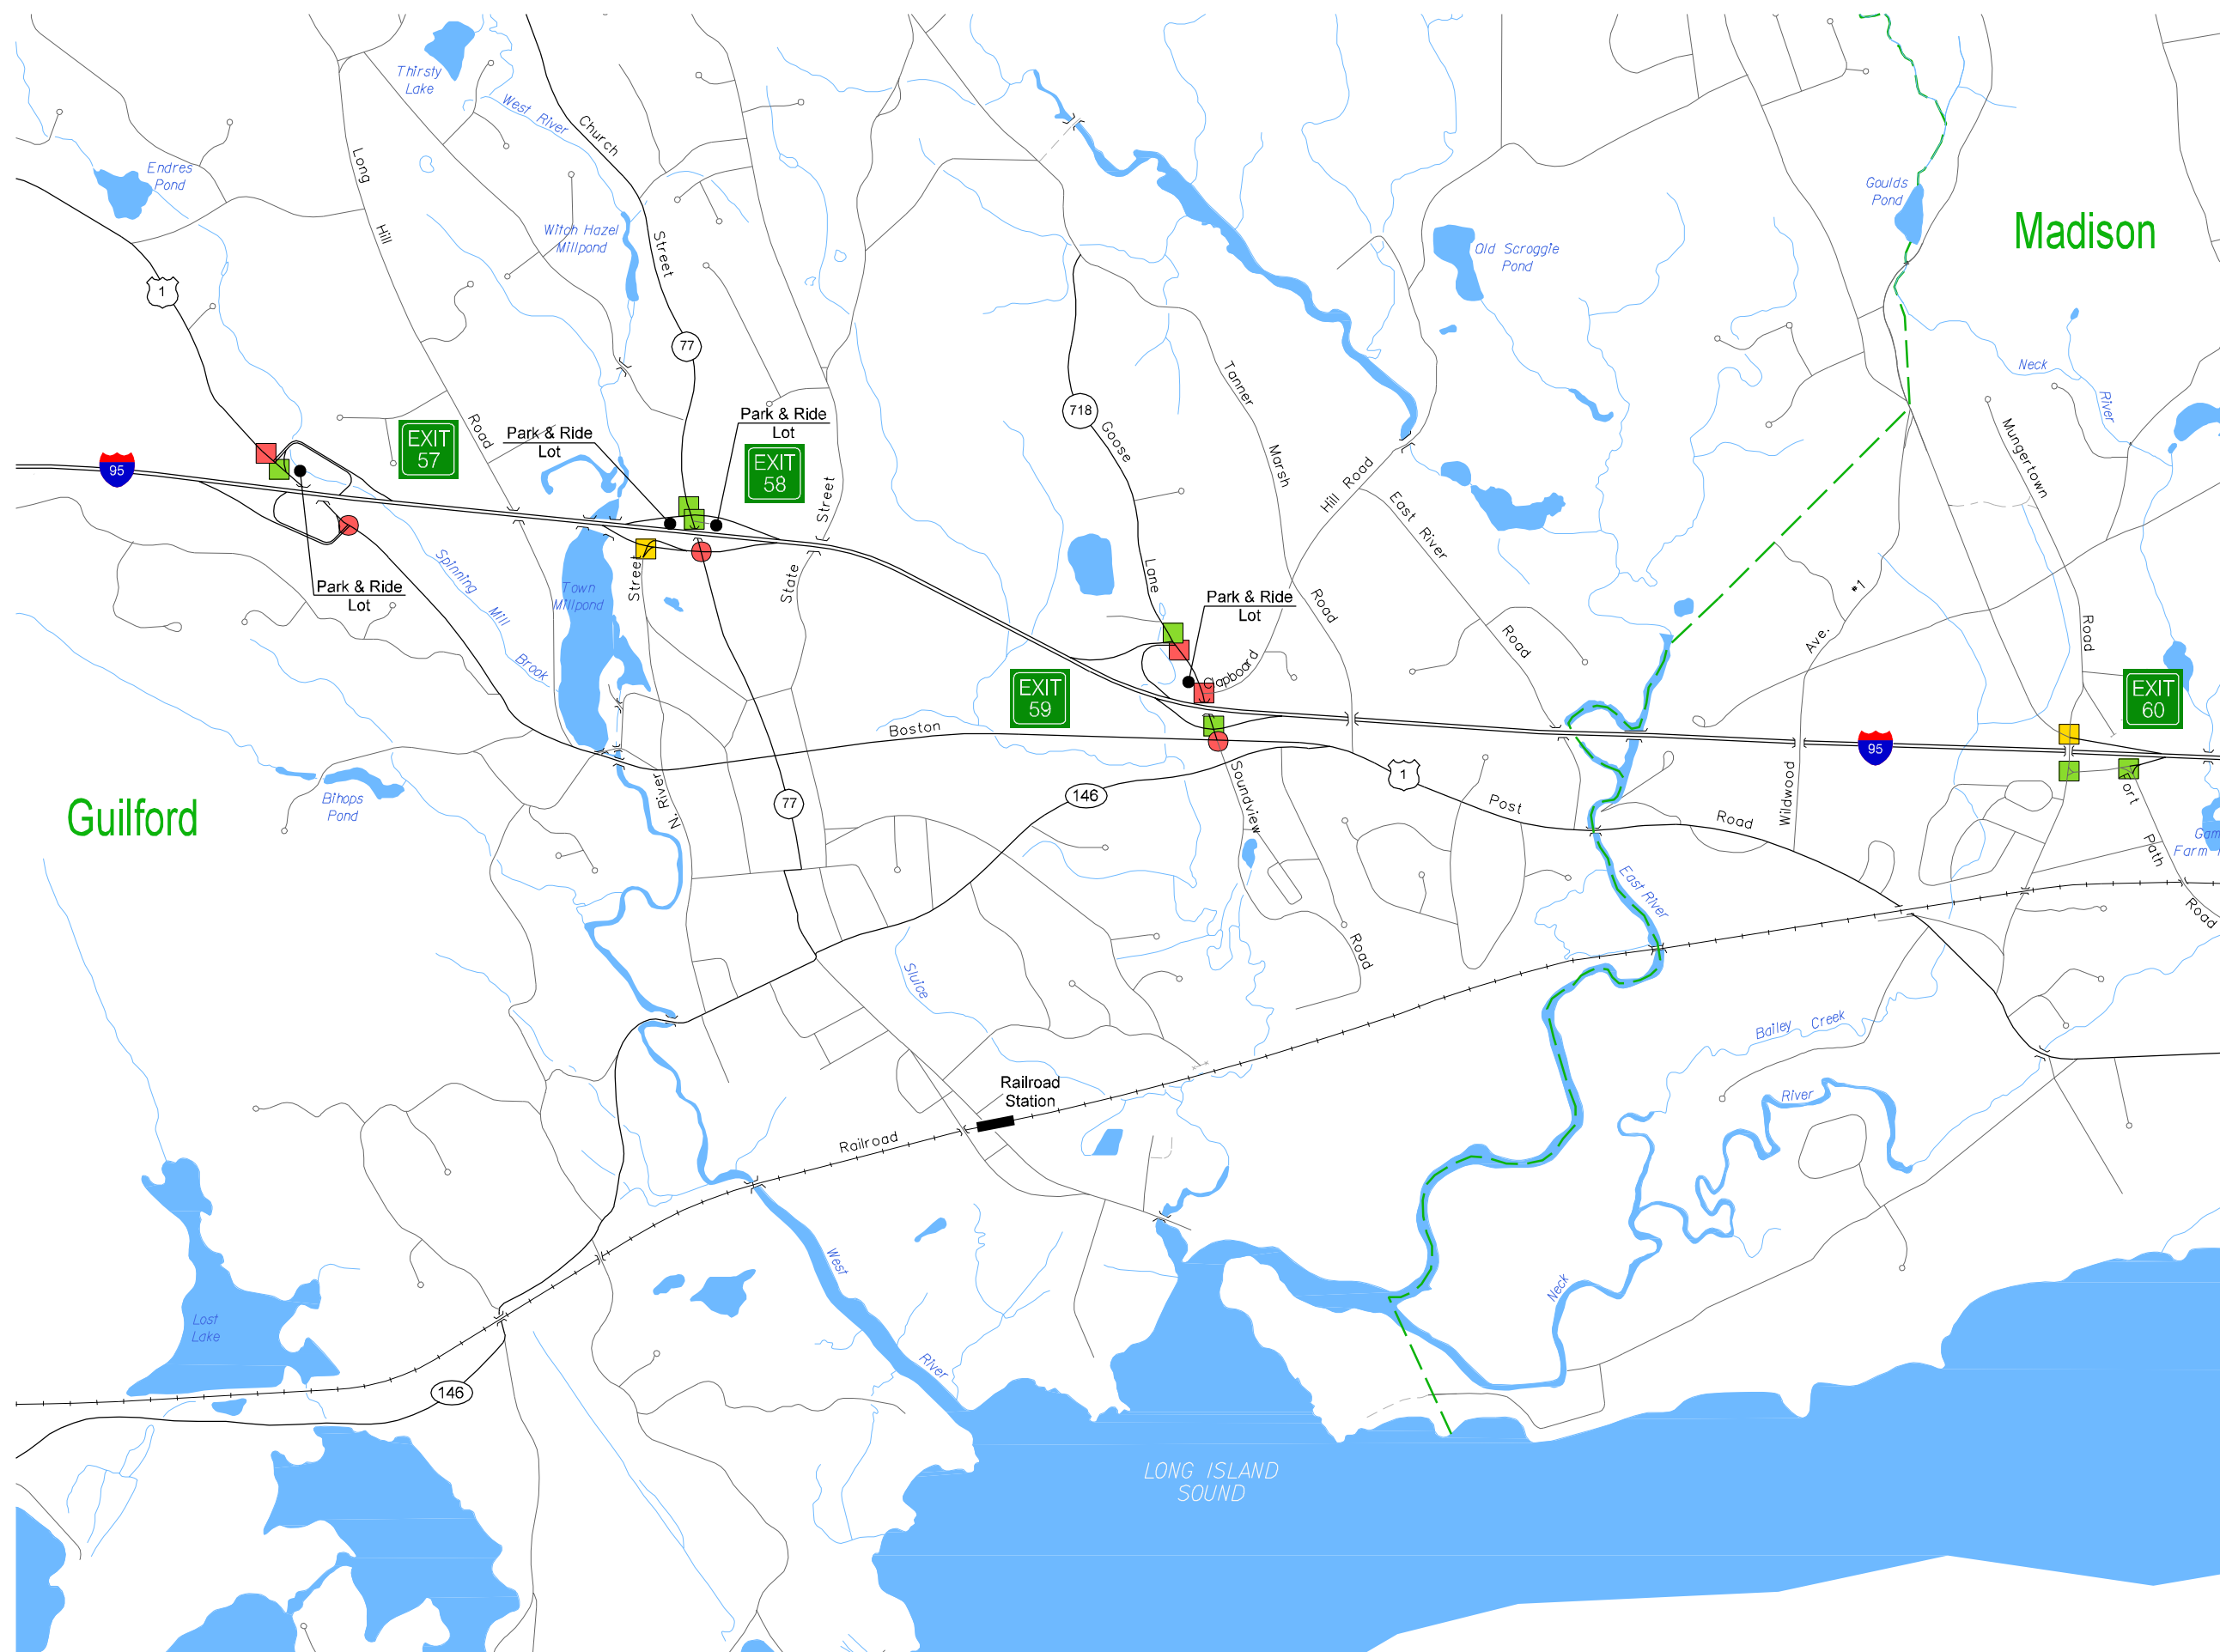 Thirsty
Lake
West River
Church
Street
Long
Hill
Road
Endres
Pond
Witch Hazel
Millpond
Goulds
Pond
Madison
Old Scroggie
Pond
1
77
718
Neck
River
Tanner
Marsh
Road
Goose
Lane
Mungertown
Road
Park & Ride
Lot
Park & Ride
Lot
EXIT
57
EXIT
58
95
Hill Road
Clapboard
East River
Road
State
Street
Street
N. River
Spinning
Mill
Brook
Town
Millpond
Park & Ride
Lot
Park & Ride
Lot
#1
Wildwood
Ave.
EXIT
59
EXIT
60
Boston
Post
Road
95
1
146
77
Soundview
Road
Fort
Path
Road
Guilford
Bihops
Pond
East River
Sluice
Bailey Creek
River
Neck
Railroad
Station
Railroad
West
River
Lost
Lake
146
LONG ISLAND
SOUND